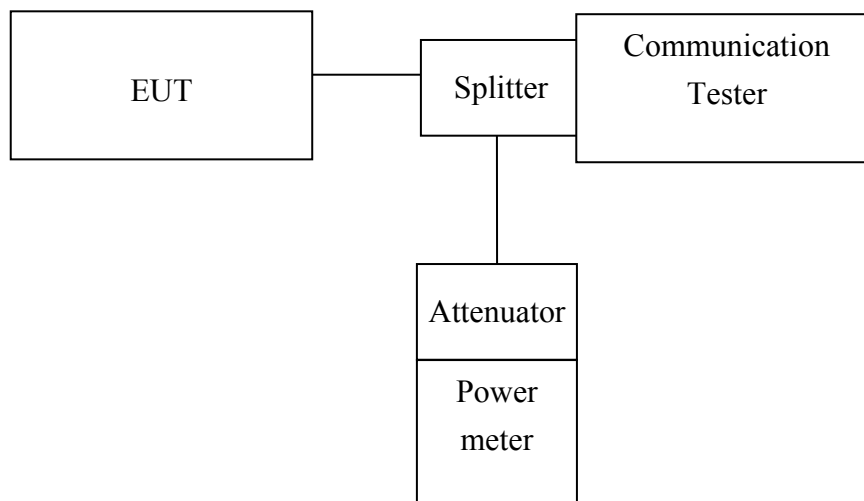 EUT
Splitter
Communication
Tester
Attenuator
Power
meter